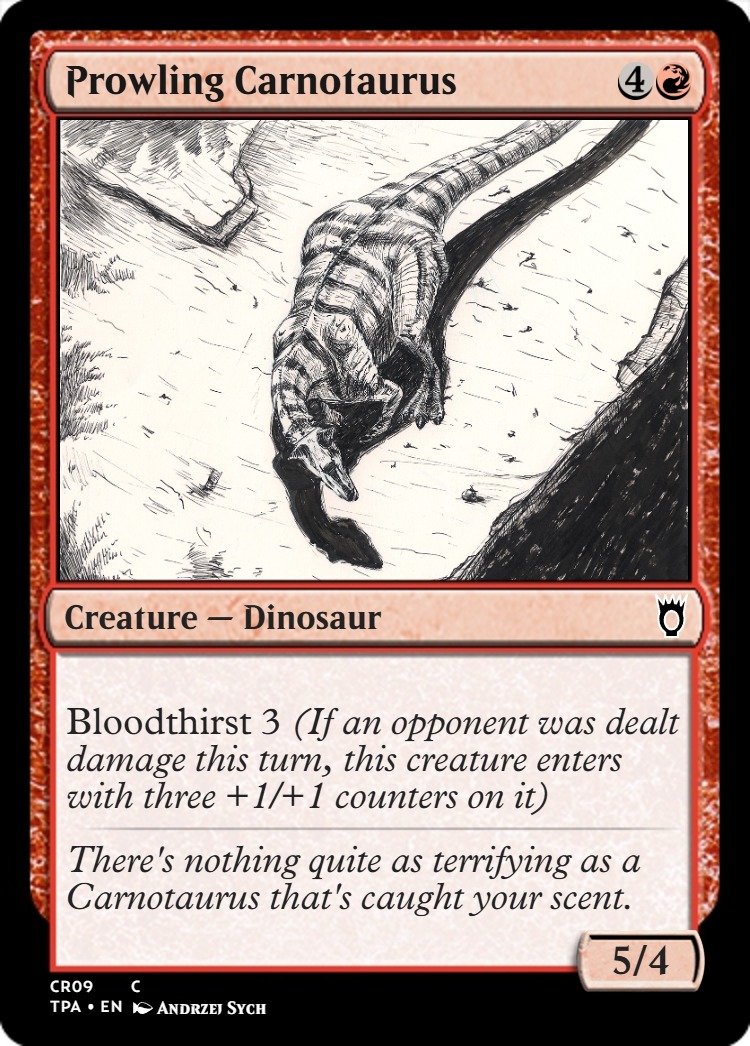 Prowling Carnotaurus 4
Creature — Dinosaur
Bloodthirst 3 (If an opponent was dealt
damage this turn, this creature enters
with three +1/+1 counters on it)
There's nothing quite as terrifying as a
Carnotaurus that's caught your scent.
5/4
CR09 C
TPA • EN Andrzej Sych